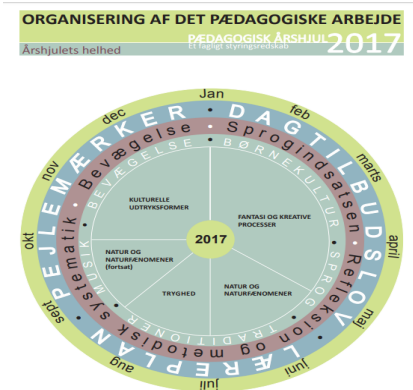 ORGANISERING AF DET PÆDAGOGISKE ARBEJDE
PÆDAGOGISK ÅRSHJUL 2017
Et fagligt styringsredskab
Årshjulets helhed
Jan
feb
marts
april
maj
juni
juli
aug
sept
okt
nov
dec
PEJLEMÆRKER • DAGTILBUDSLOV • LÆREPLAN •
Bevægelse • Sprogindsatsen • Refleksion og metodisk systematik •
BEVÆGELSE • BØRNEKULTUR • SPROG • TRADITIONER • MUSIK •
KULTURELLE
UDTRYKSFORMER
FANTASI OG KREATIVE
PROCESSER
2017
NATUR OG
NATURFÆNOMENER
(fortsat)
TRYGHED
NATUR OG
NATURFÆNOMENER